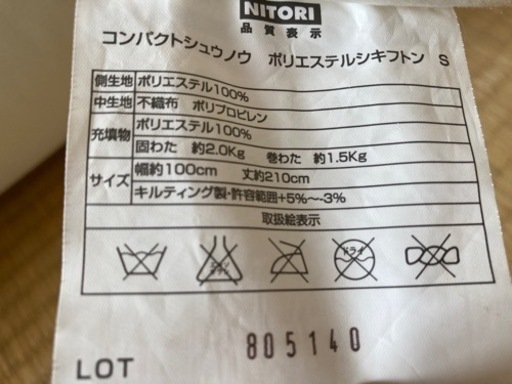 NITORI
品質表示
コンパクトシュウノウ ポリエステルシキフトン S
側生地 ポリエステル100%
中生地 不織布 ポリプロピレン
充填物 ポリエステル100%
固わた 約2.0Kg 巻わた 約1.5Kg
サイズ 幅約100cm 丈約210cm
キルティング製・許容範囲+5%~-3%
取扱絵表示
ドライ
805140
LOT